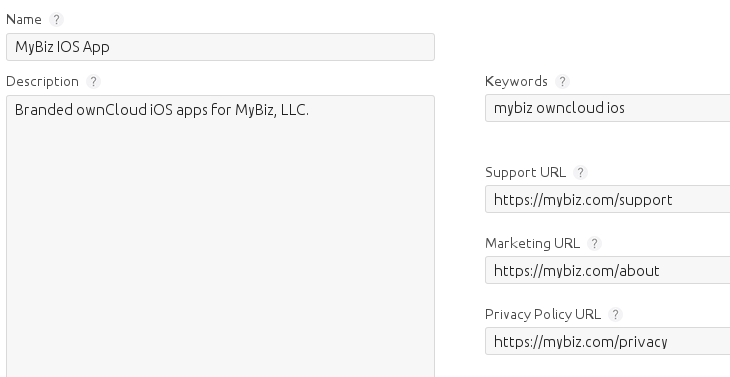 Name ?
MyBiz IOS App
Description ?
Branded ownCloud iOS apps for MyBiz, LLC.
Keywords ?
mybiz owncloud ios
Support URL ?
https://mybiz.com/support
Marketing URL ?
https://mybiz.com/about
Privacy Policy URL ?
https://mybiz.com/privacy